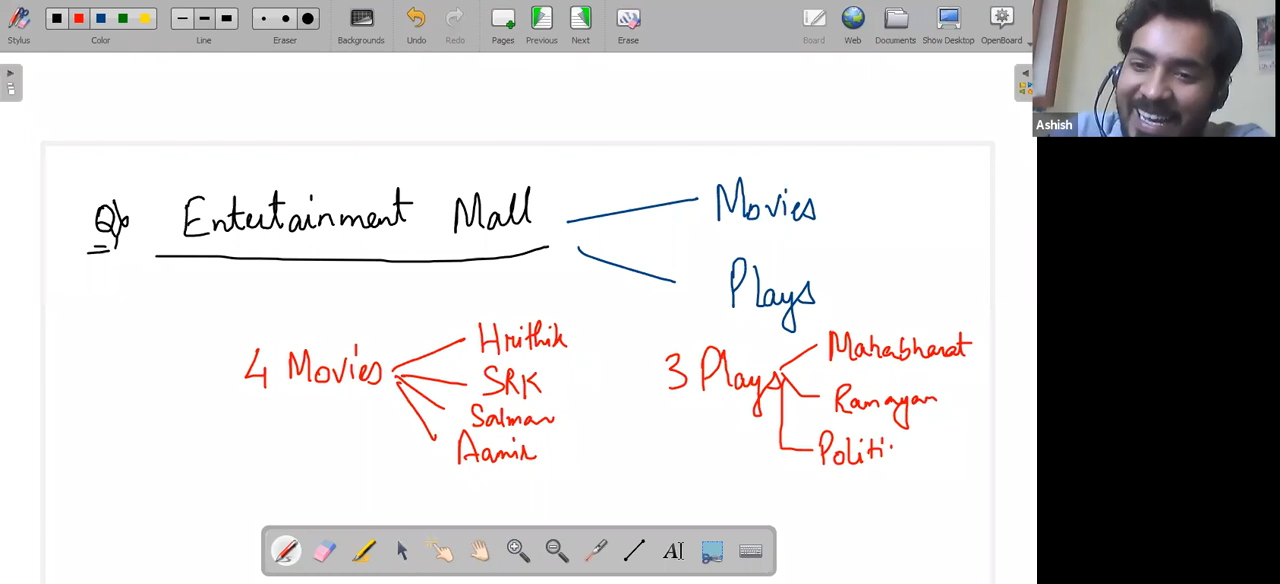 Stylus
Color
Line
Eraser
Backgrounds
Undo
Redo
Pages
Previous
Next
Erase
Board
Web
Documents
Show Desktop
OpenBoard
Ashish
Q) Entertainment Mall
Movies
Plays
4 Movies
Hrithik
SRK
Salman
Aamir
3 Plays
Mahabharat
Ramayan
Politi
A